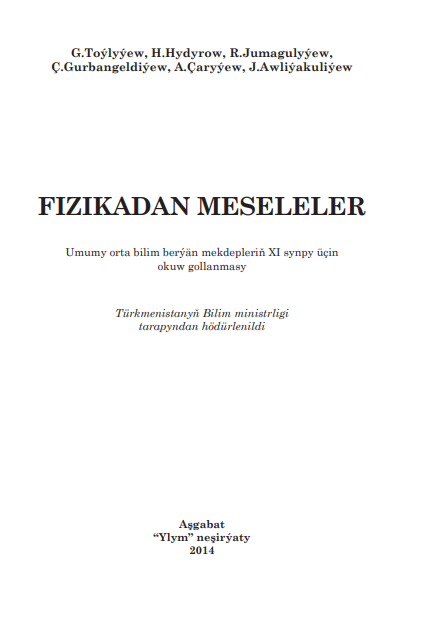 G.Toýlyýew, H.Hydyrow, R.Jumagulyýew,
Ç.Gurbangeldiýew, A.Çaryýew, J.Awliýakuliýew
FIZIKADAN MESELELER
Umumy orta bilim berýän mekdepleriň XI synpy üçin
okuw gollanmasy
Türkmenistanyň Bilim ministrligi
tarapyndan hödürlenildi
Aşgabat
“Ylym” neşirýaty
2014